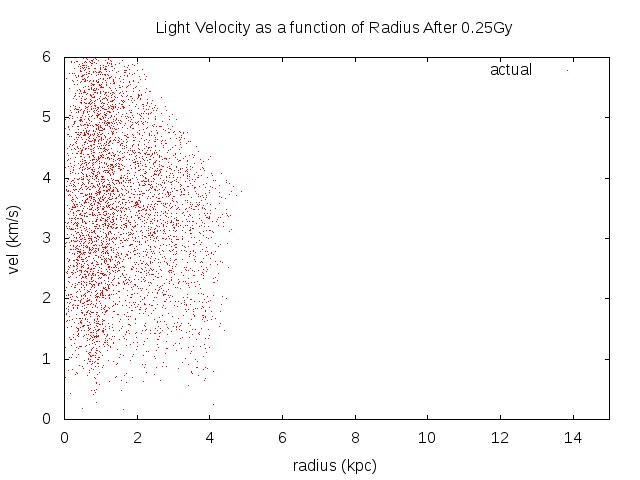 Light Velocity as a function of Radius After 0.25Gy
actual
6
5
4
3
2
1
0
vel (km/s)
0 2 4 6 8 10 12 14
radius (kpc)